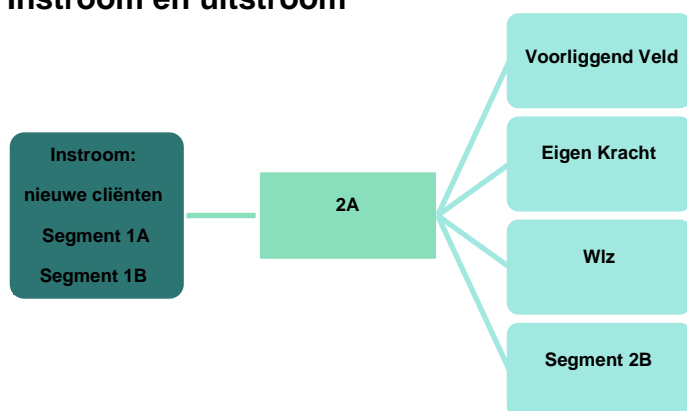 Instroom en uitstroom
Voorliggend Veld
Instroom:
nieuwe cliënten
Segment 1A
Segment 1B
2A
Eigen Kracht
Wlz
Segment 2B